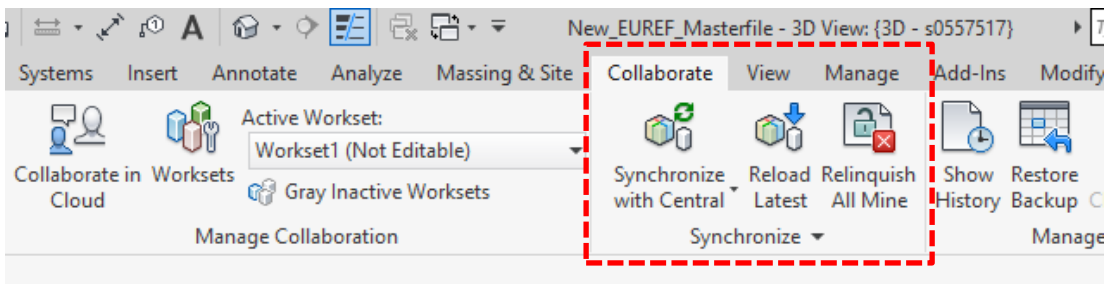 A
New_EUREF_Masterfile - 3D View: {3D - s0557517}
Systems Insert Annotate Analyze Massing & Site Collaborate View Manage Add-Ins Modify
Active Workset:
Workset1 (Not Editable)
Gray Inactive Worksets
Collaborate in Cloud
Worksets
Synchronize with Central
Reload Latest
Relinquish All Mine
Show History
Restore Backup
C
Manage Collaboration
Synchronize
Manage